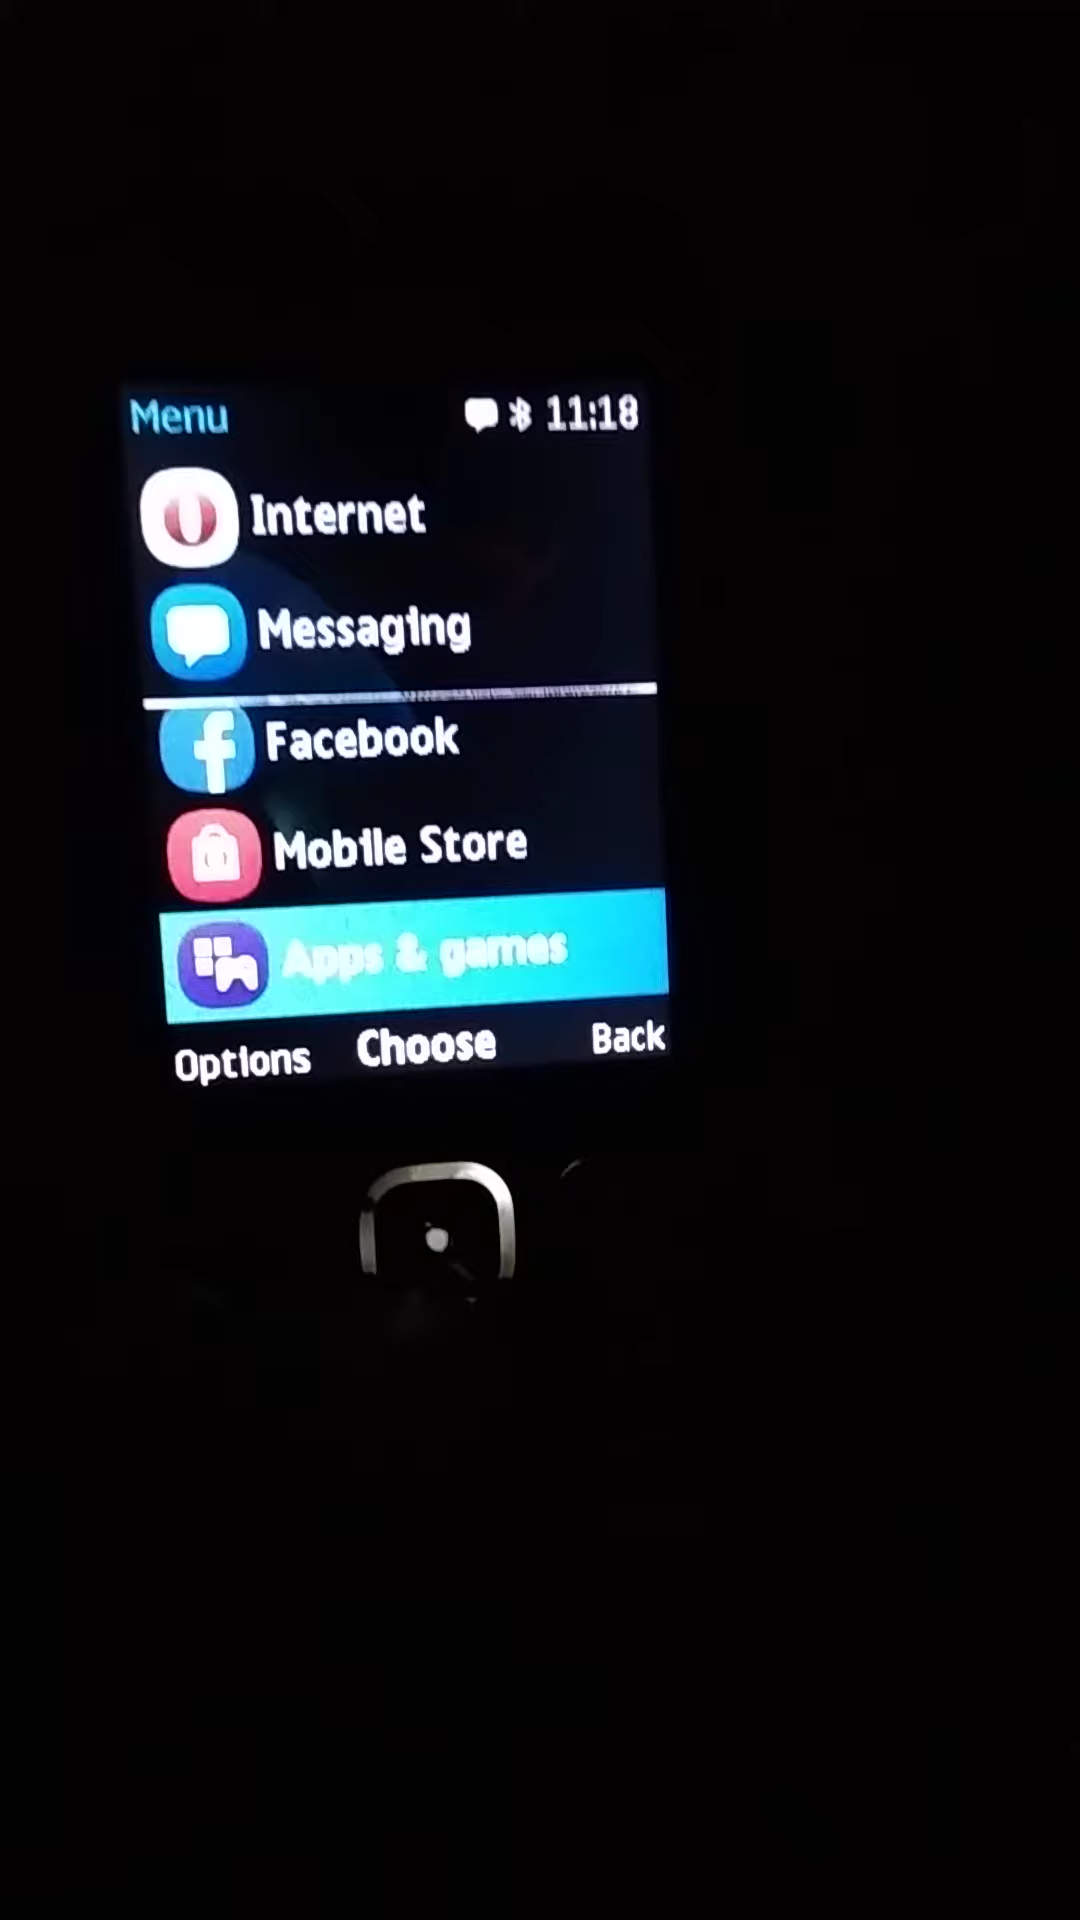 Menu 11:18
Internet
Messaging
Facebook
Mobile Store
Apps & games
Options Choose Back